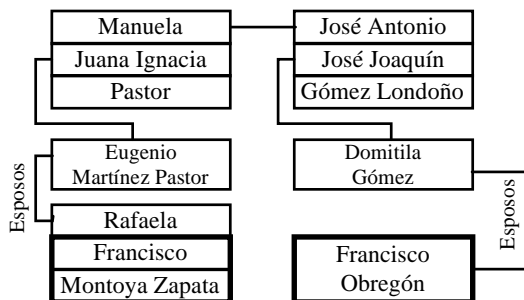 Manuela
José Antonio
Juana Ignacia
José Joaquín
Pastor
Gómez Londoño
Eugenio
Martínez Pastor
Domitila
Gómez
Esposos
Esposos
Rafaela
Francisco
Montoya Zapata
Francisco
Obregón